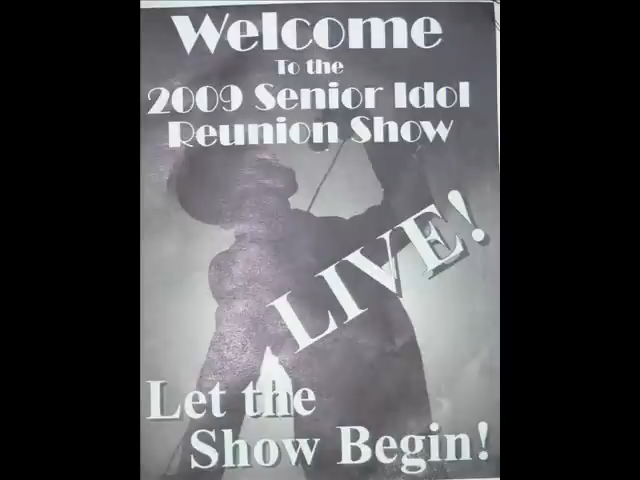 Welcome
To the
2009 Senior Idol
Reunion Show
LIVE!
Let the
Show Begin!